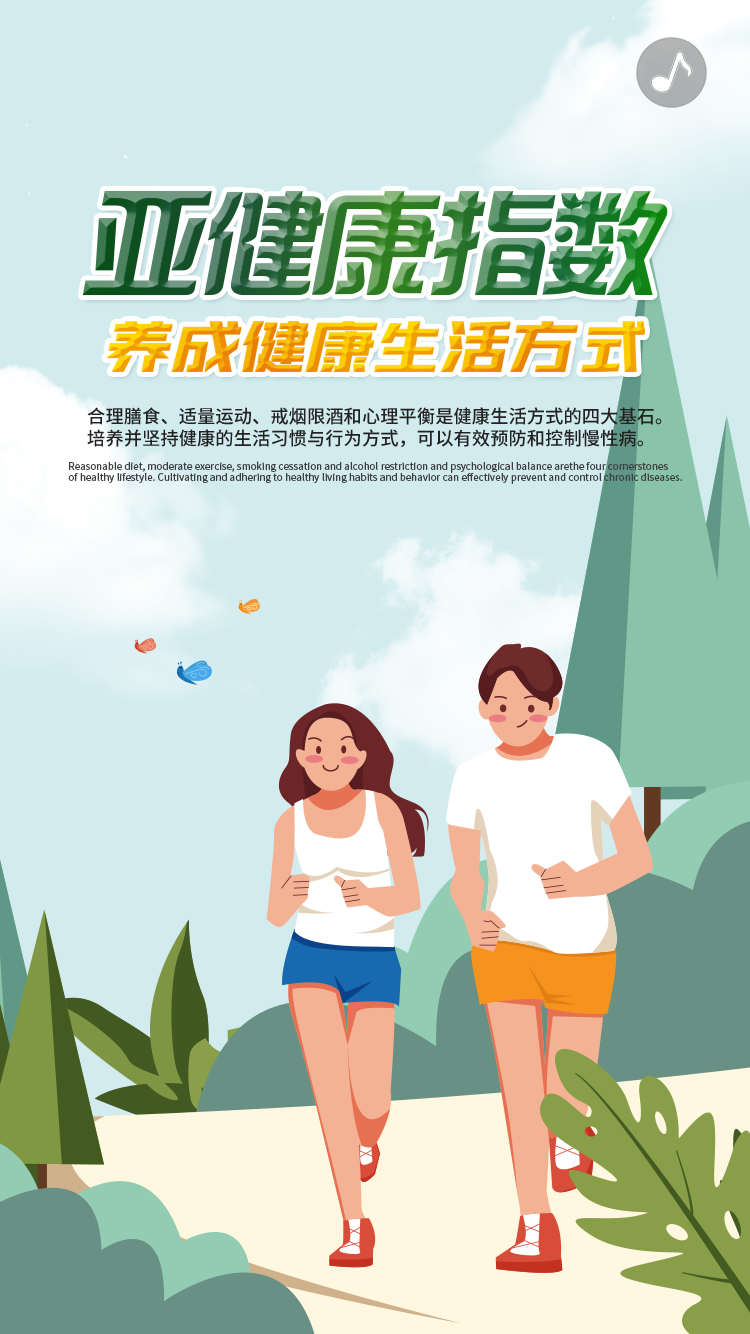 亚健康指数
养成健康生活方式
合理膳食、适量运动、戒烟限酒和心理平衡是健康生活方式的四大基石。
培养并坚持健康的生活习惯与行为方式，可以有效预防和控制慢性病。
Reasonable diet, moderate exercise, smoking cessation and alcohol restriction and psychological balance arethe four cornerstones
of healthy lifestyle. Cultivating and adhering to healthy living habits and behavior can effectively prevent and control chronic diseases.